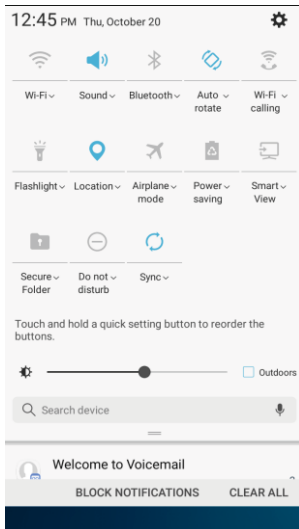 12:45 PM Thu, October 20
Wi-Fi Sound Bluetooth Auto rotate Wi-Fi calling
Flashlight Location Airplane mode Power saving Smart View
Secure Folder Do not disturb Sync
Touch and hold a quick setting button to reorder the
buttons.
Outdoors
Search device
Welcome to Voicemail
BLOCK NOTIFICATIONS CLEAR ALL